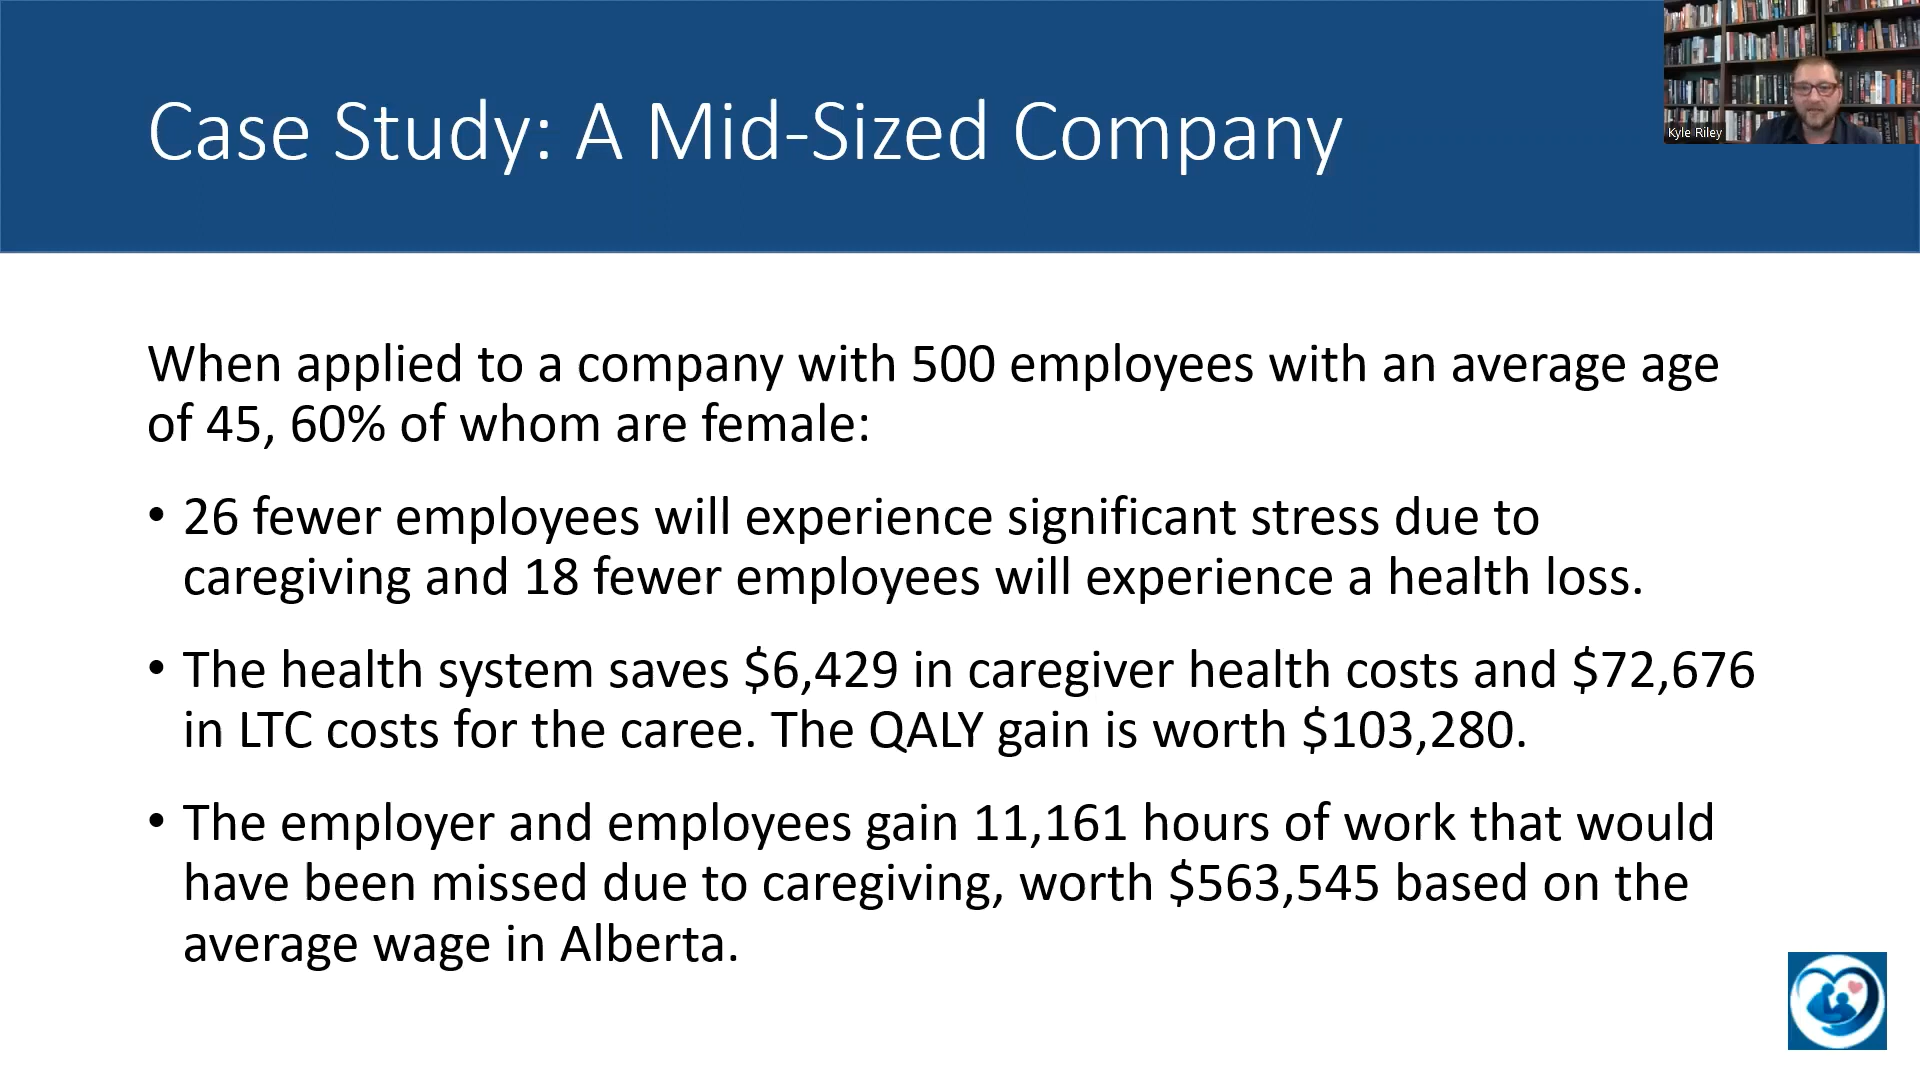 Case Study: A Mid-Sized Company
Kyle Riley
When applied to a company with 500 employees with an average age
of 45, 60% of whom are female:
• 26 fewer employees will experience significant stress due to
caregiving and 18 fewer employees will experience a health loss.
• The health system saves $6,429 in caregiver health costs and $72,676
in LTC costs for the caree. The QALY gain is worth $103,280.
• The employer and employees gain 11,161 hours of work that would
have been missed due to caregiving, worth $563,545 based on the
average wage in Alberta.